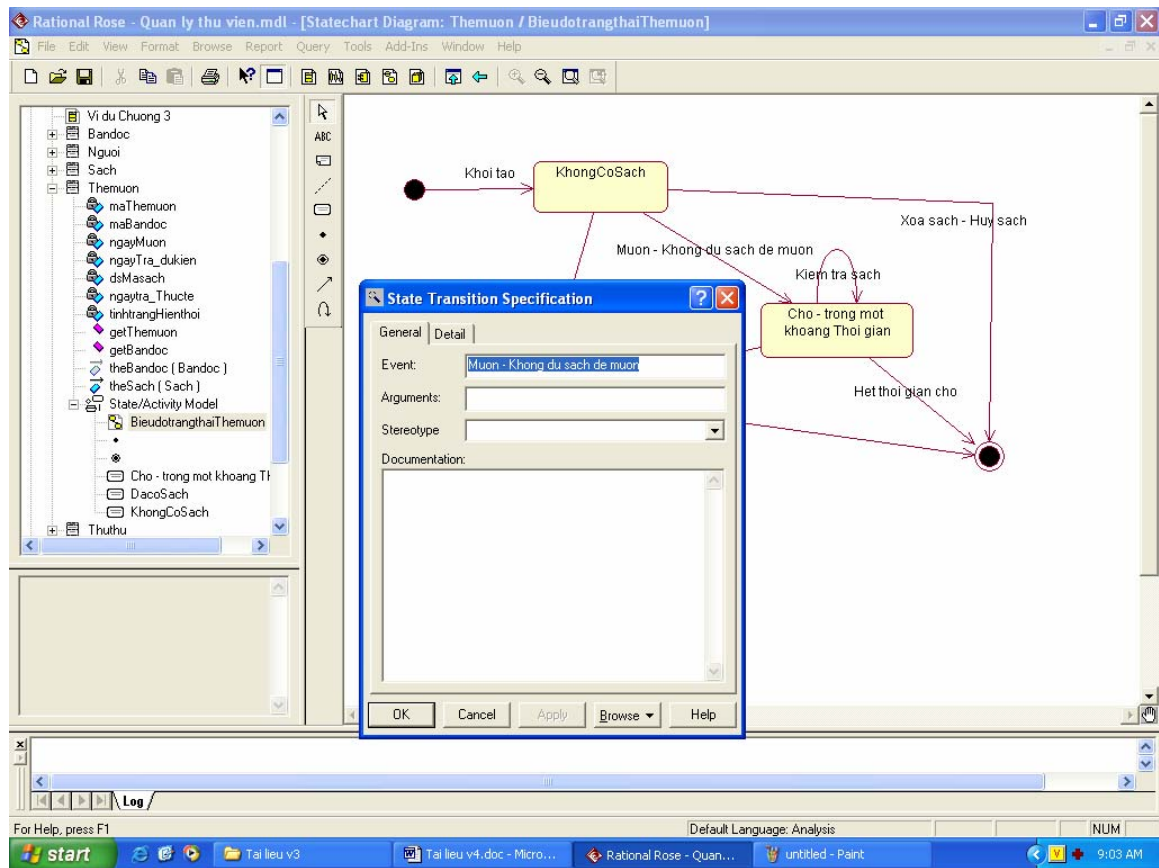 Rational Rose - Quan ly thu vien.mdl - [Statechart Diagram: Themuon / BieudotrangthaiThemuon]
File Edit View Format Browse Report Query Tools Add-Ins Window Help
ABC
Vi du Chuong 3
Bandoc
Nguoi
Sach
Themuon
maThemuon
maBandoc
ngayMuon
ngayTra_dukien
dsMasach
ngaytra_Thucte
tinhtrangHienthoi
getThemuon
getBandoc
theBandoc ( Bandoc )
theSach ( Sach )
State/Activity Model
BieudotrangthaiThemuon
Cho - trong mot khoang Th
DacoSach
KhongCoSach
Thuthu
Khoi tao
KhongCoSach
Xoa sach - Huy sach
Muon - Khong du sach de muon
Kiem tra sach
Cho - trong mot
khoang Thoi gian
Het thoi gian cho
State Transition Specification
General Detail
Event: Muon - Khong du sach de muon
Arguments:
Stereotype
Documentation:
OK Cancel Apply Browse Help
Log
For Help, press F1 Default Language: Analysis NUM
start Tai lieu v3 Tai lieu v4.doc - Micro... Rational Rose - Quan... untitled - Paint V 9:03 AM